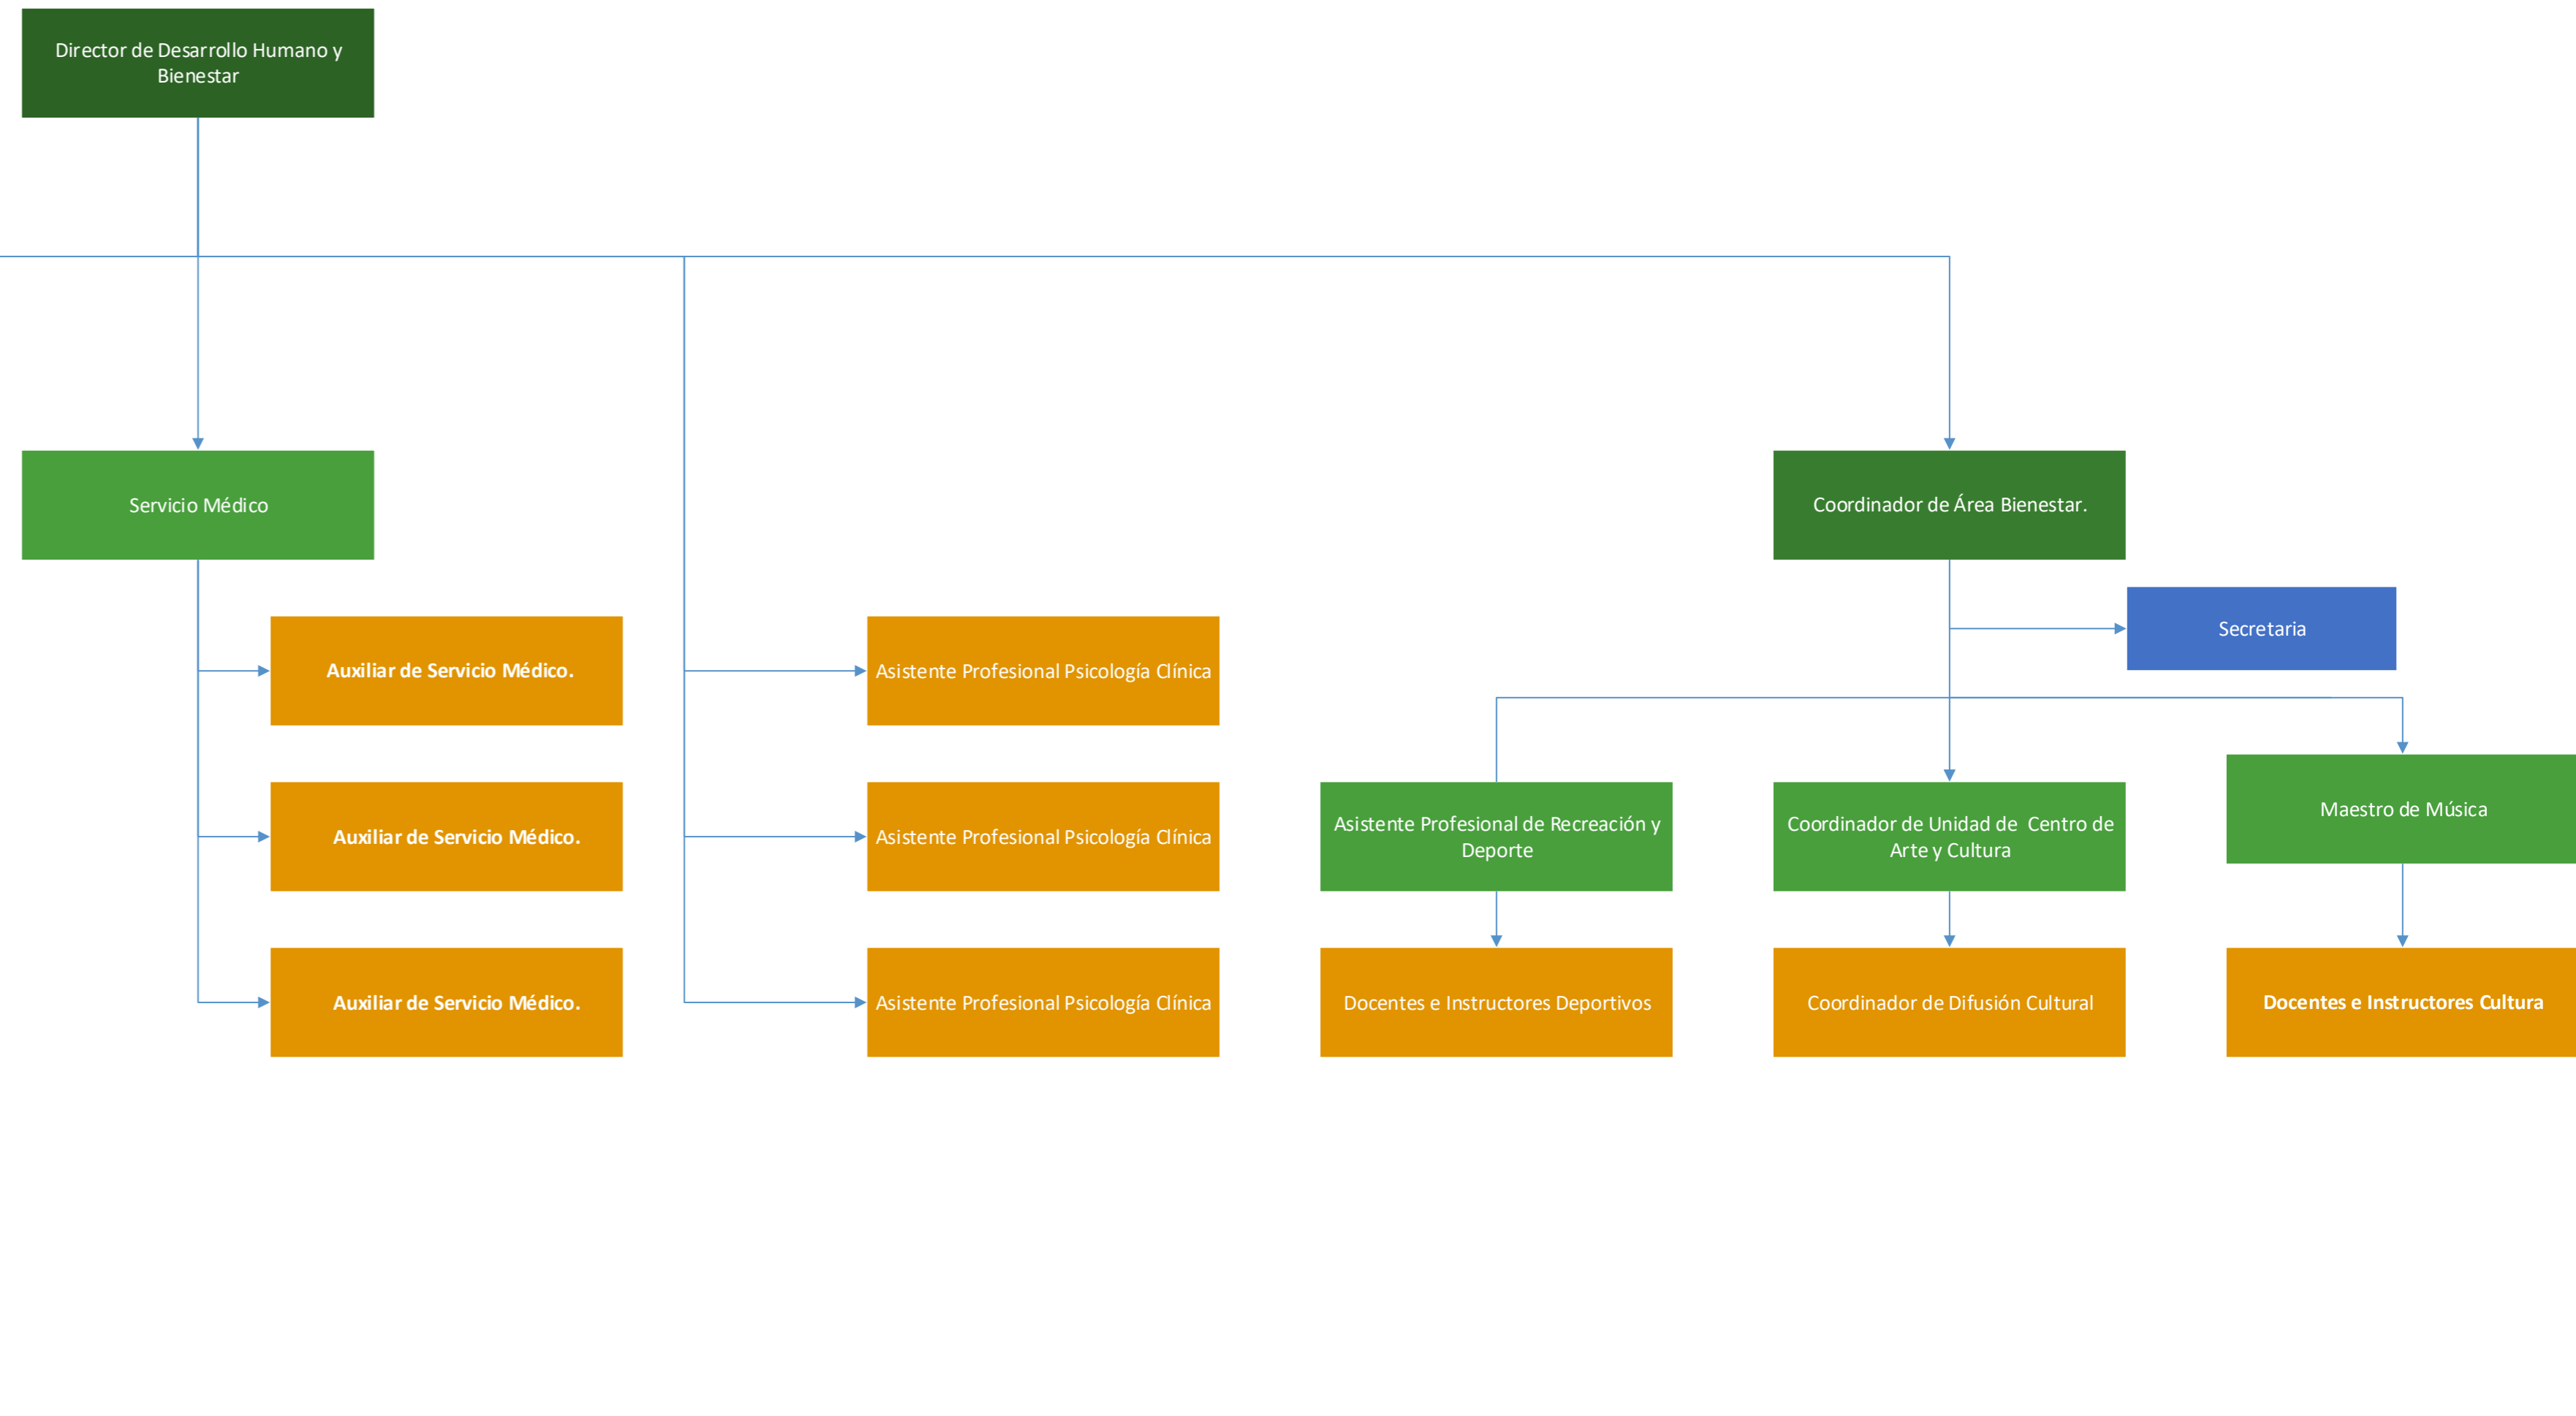 Director de Desarrollo Humano y
Bienestar
Servicio Médico
Coordinador de Área Bienestar.
Secretaria
Auxiliar de Servicio Médico.
Asistente Profesional Psicología Clínica
Asistente Profesional de Recreación y
Deporte
Coordinador de Unidad de  Centro de
Arte y Cultura
Maestro de Música
Auxiliar de Servicio Médico.
Asistente Profesional Psicología Clínica
Auxiliar de Servicio Médico.
Asistente Profesional Psicología Clínica
Docentes e Instructores Deportivos
Coordinador de Difusión Cultural
Docentes e Instructores Cultura